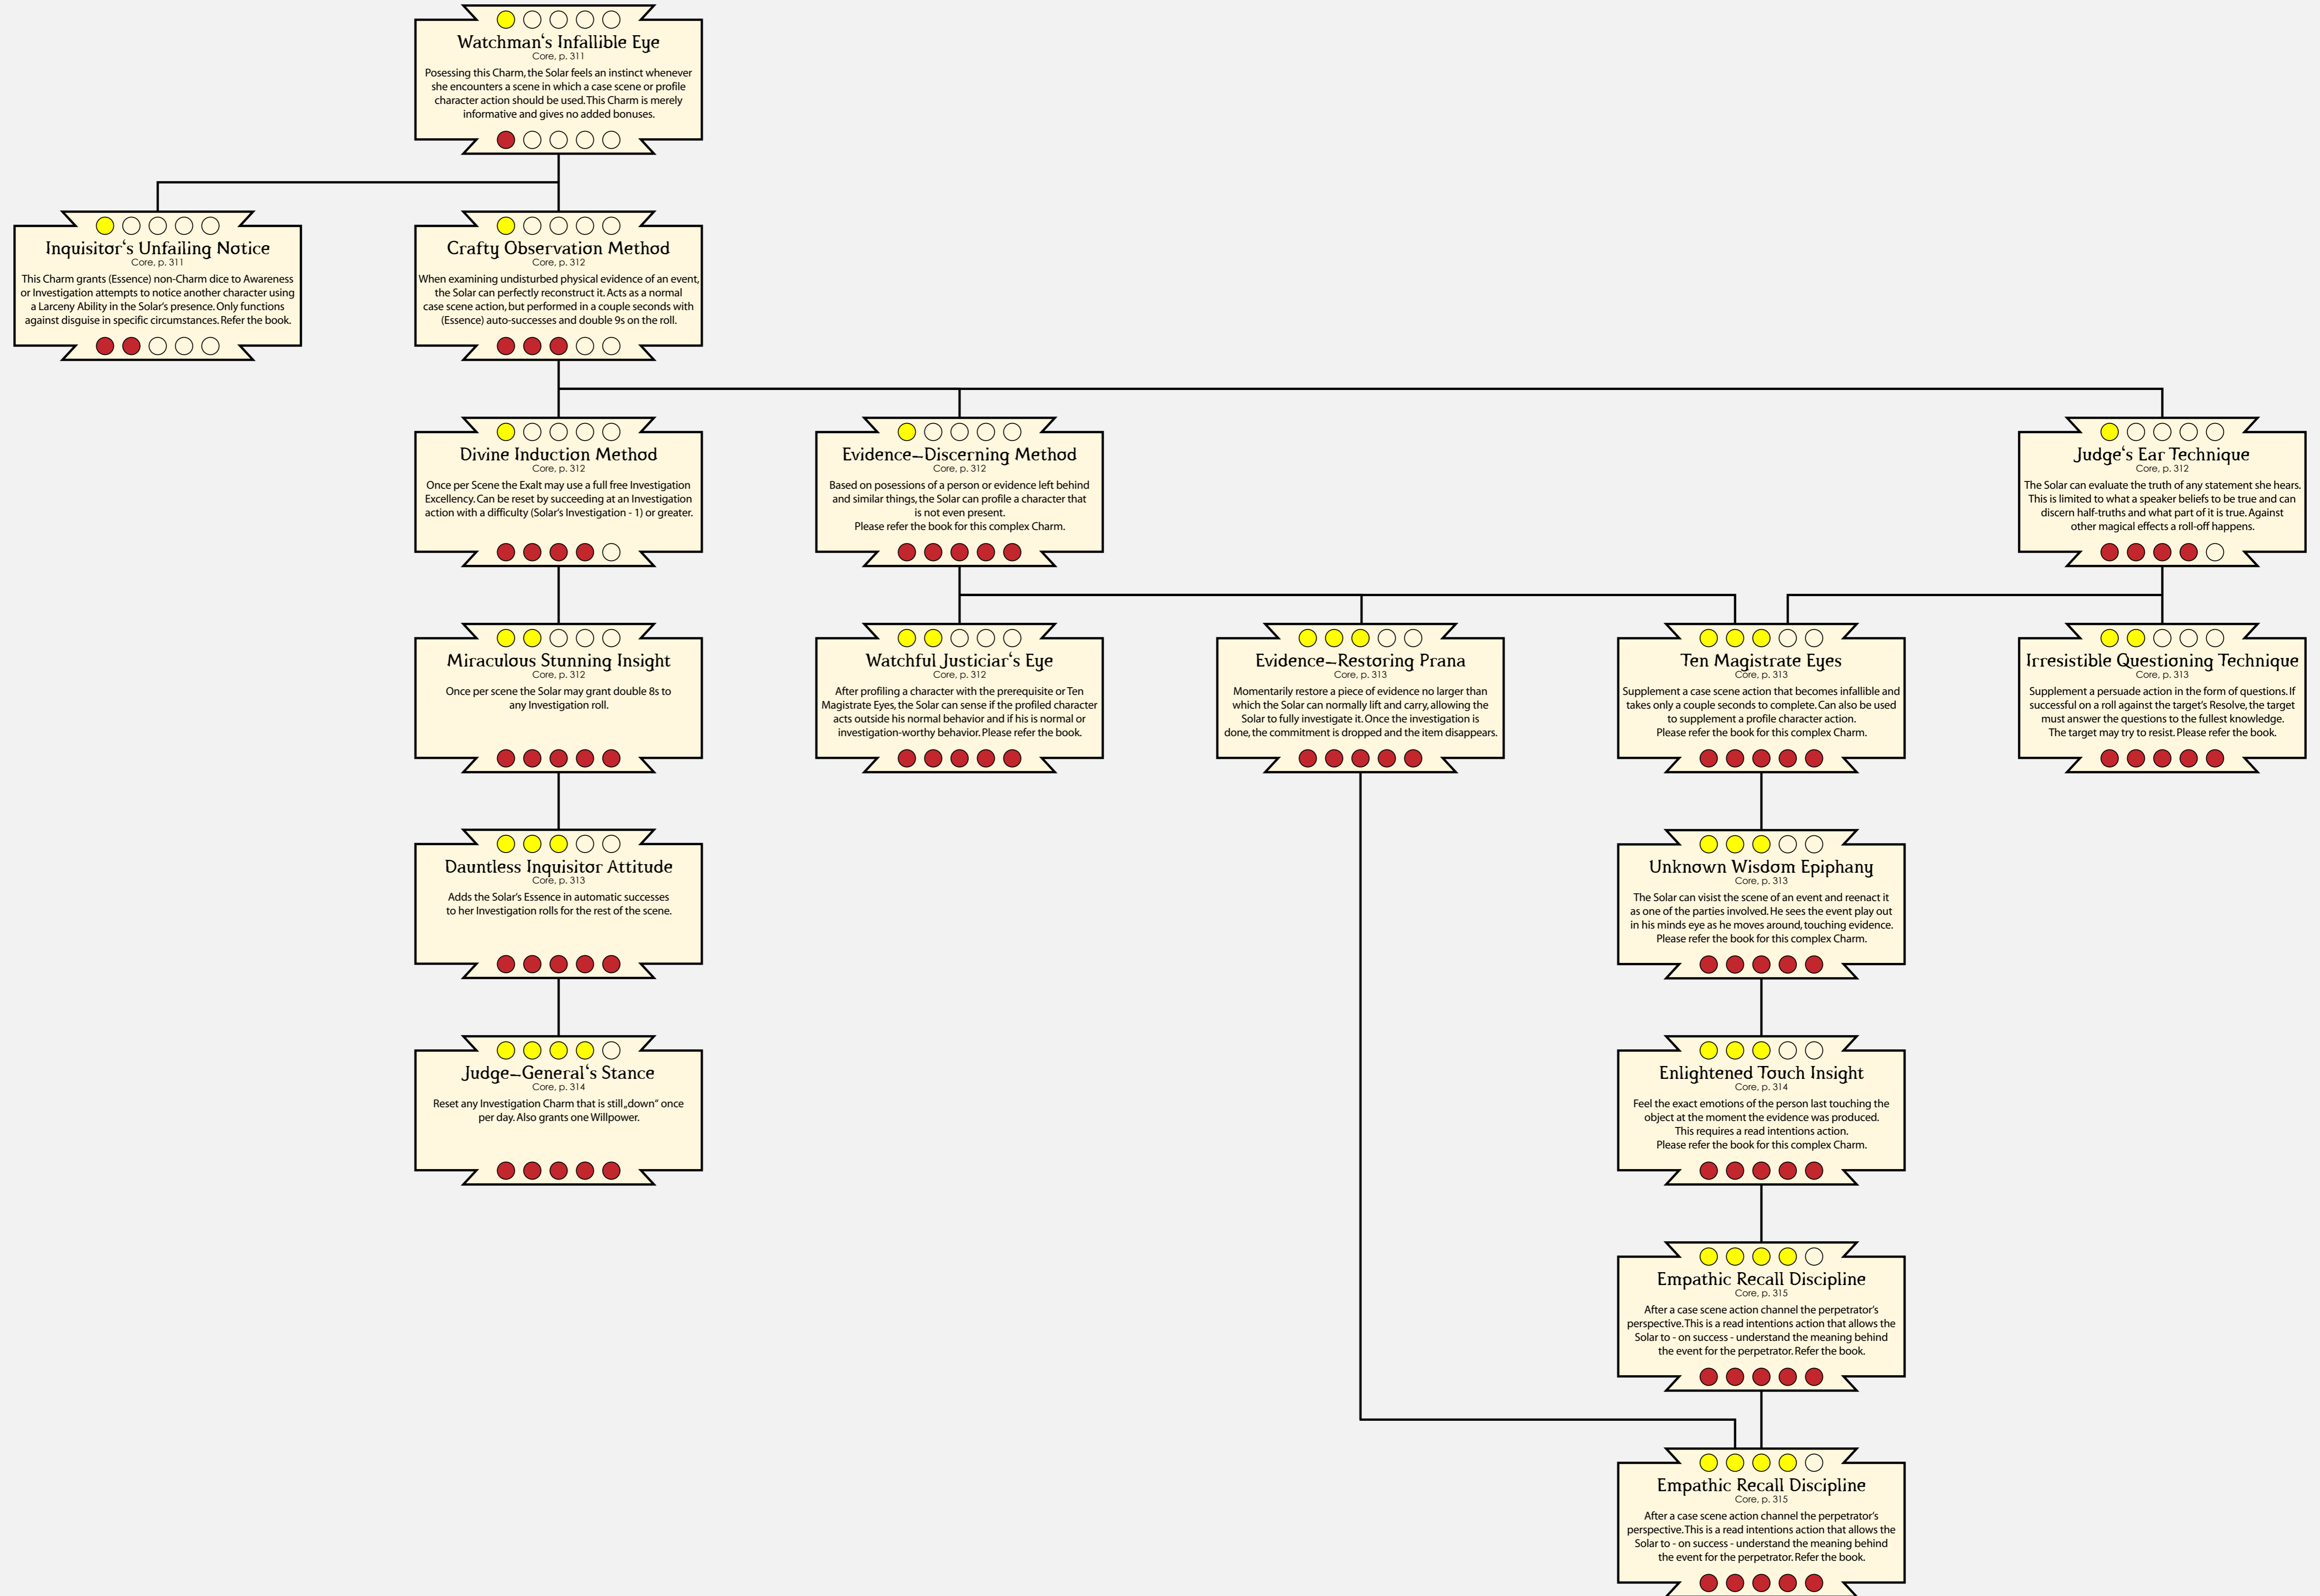 Watchman‘s Infallible Eye
Core, p. 311
Posessing this Charm, the Solar feels an instinct whenever
she encounters a scene in which a case scene or profile
character action should be used. This Charm is merely
informative and gives no added bonuses.
Inquisitor‘s Unfailing Notice
Core, p. 311
This Charm grants (Essence) non-Charm dice to Awareness
or Investigation attempts to notice another character using
a Larceny Ability in the Solar’s presence. Only functions
against disguise in specific circumstances. Refer the book.
Crafty Observation Method
Core, p. 312
When examining undisturbed physical evidence of an event,
the Solar can perfectly reconstruct it. Acts as a normal
case scene action, but performed in a couple seconds with
(Essence) auto-successes and double 9s on the roll.
Divine Induction Method
Core, p. 312
Once per Scene the Exalt may use a full free Investigation
Excellency. Can be reset by succeeding at an Investigation
action with a difficulty (Solar’s Investigation - 1) or greater.
Evidence-Discerning Method
Core, p. 312
Based on posessions of a person or evidence left behind
and similar things, the Solar can profile a character that
is not even present.
Please refer the book for this complex Charm.
Judge‘s Ear Technique
Core, p. 312
The Solar can evaluate the truth of any statement she hears.
This is limited to what a speaker beliefs to be true and can
discern half-truths and what part of it is true. Against
other magical effects a roll-off happens.
Miraculous Stunning Insight
Core, p. 312
Once per scene the Solar may grant double 8s to
any Investigation roll.
Watchful Justiciar‘s Eye
Core, p. 312
After profiling a character with the prerequisite or Ten
Magistrate Eyes, the Solar can sense if the profiled character
acts outside his normal behavior and if his is normal or
investigation-worthy behavior. Please refer the book.
Evidence-Restoring Prana
Core, p. 313
Momentarily restore a piece of evidence no larger than
which the Solar can normally lift and carry, allowing the
Solar to fully investigate it. Once the investigation is
done, the commitment is dropped and the item disappears.
Ten Magistrate Eyes
Core, p. 313
Supplement a case scene action that becomes infallible and
takes only a couple seconds to complete. Can also be used
to supplement a profile character action.
Please refer the book for this complex Charm.
Irresistible Questioning Technique
Core, p. 313
Supplement a persuade action in the form of questions. If
successful on a roll against the target’s Resolve, the target
must answer the questions to the fullest knowledge.
The target may try to resist. Please refer the book.
Dauntless Inquisitor Attitude
Core, p. 313
Adds the Solar’s Essence in automatic successes
to her Investigation rolls for the rest of the scene.
Unknown Wisdom Epiphany
Core, p. 313
The Solar can visist the scene of an event and reenact it
as one of the parties involved. He sees the event play out
in his minds eye as he moves around, touching evidence.
Please refer the book for this complex Charm.
Judge-General‘s Stance
Core, p. 314
Reset any Investigation Charm that is still „down“ once
per day. Also grants one Willpower.
Enlightened Touch Insight
Core, p. 314
Feel the exact emotions of the person last touching the
object at the moment the evidence was produced.
This requires a read intentions action.
Please refer the book for this complex Charm.
Empathic Recall Discipline
Core, p. 315
After a case scene action channel the perpetrator’s
perspective. This is a read intentions action that allows the
Solar to - on success - understand the meaning behind
the event for the perpetrator. Refer the book.
Empathic Recall Discipline
Core, p. 315
After a case scene action channel the perpetrator’s
perspective. This is a read intentions action that allows the
Solar to - on success - understand the meaning behind
the event for the perpetrator. Refer the book.